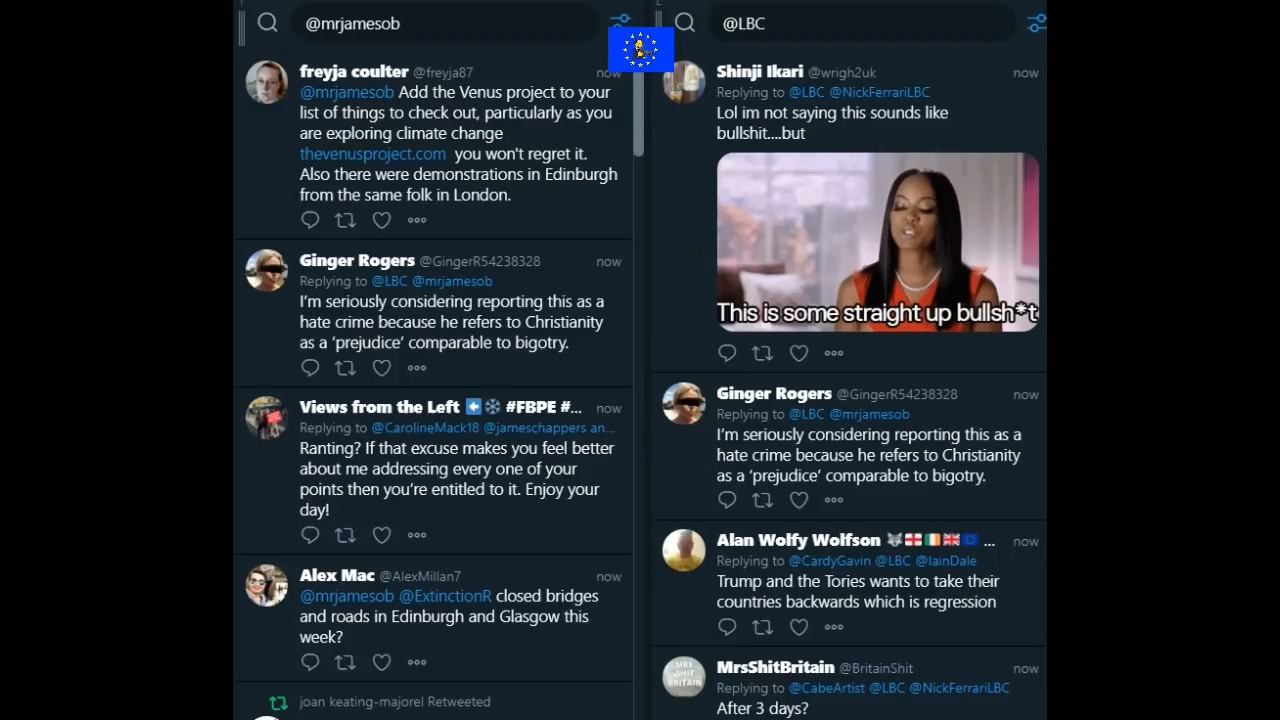 @mrjamesob
freyja coulter @freyja87 now
@mrjamesob Add the Venus project to your
list of things to check out, particularly as you
are exploring climate change
thevenusproject.com you won't regret it.
Also there were demonstrations in Edinburgh
from the same folk in London.
Ginger Rogers @GingerR54238328 now
Replying to @LBC @mrjamesob
I'm seriously considering reporting this as a
hate crime because he refers to Christianity
as a 'prejudice' comparable to bigotry.
Views from the Left #FBPE #... now
Replying to @CarolineMack18 @jameschappers an...
Ranting? If that excuse makes you feel better
about me addressing every one of your
points then you're entitled to it. Enjoy your
day!
Alex Mac @AlexMillan7 now
@mrjamesob @ExtinctionR closed bridges
and roads in Edinburgh and Glasgow this
week?
joan keating-majorel Retweeted
@LBC
Shinji Ikari @wrigh2uk now
Replying to @LBC @NickFerrariLBC
Lol im not saying this sounds like
bullshit....but
This is some straight up bullsh*t
Ginger Rogers @GingerR54238328 now
Replying to @LBC @mrjamesob
I'm seriously considering reporting this as a
hate crime because he refers to Christianity
as a 'prejudice' comparable to bigotry.
Alan Wolfy Wolfson ... now
Replying to @CardyGavin @LBC @IainDale
Trump and the Tories wants to take their
countries backwards which is regression
MRS
SHIT
BRITAIN
MrsShitBritain @BritainShit now
Replying to @CabeArtist @LBC @NickFerrariLBC
After 3 days?